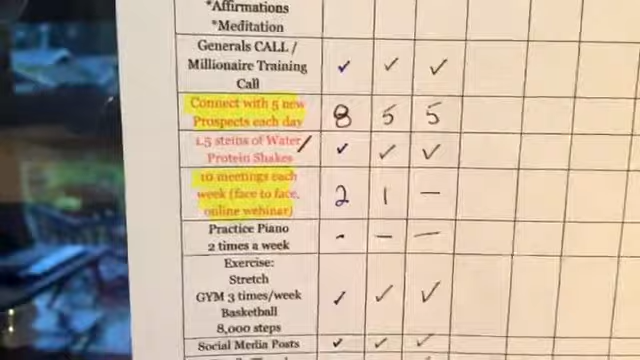 *Affirmations
*Meditation
Generals CALL / ✓ ✓ ✓
Millionaire Training
Call
Connect with 5 new
Prospects each day 8 5 5
1.5 steins of Water /
Protein Shakes ✓ ✓ ✓
10 meetings each
week (face to face, 2 1 –
online webinar)
Practice Piano - – –
2 times a week
Exercise:
Stretch
GYM 3 times/week ✓ ✓ ✓
Basketball
8,000 steps
Social Media Posts ✓ ✓ ✓